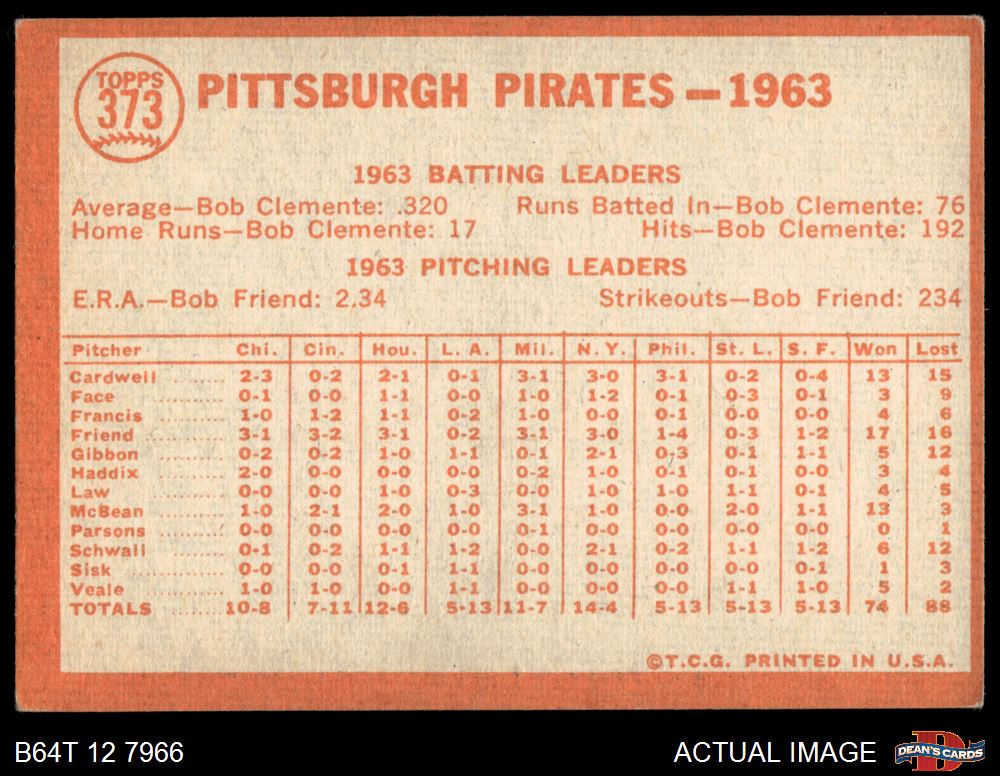 TOPPS
373
PITTSBURGH PIRATES—1963
1963 BATTING LEADERS
Average—Bob Clemente: .320 Runs Batted In—Bob Clemente: 76
Home Runs—Bob Clemente: 17 Hits—Bob Clemente: 192
1963 PITCHING LEADERS
E.R.A.—Bob Friend: 2.34 Strikeouts—Bob Friend: 234
Pitcher Chi. Cin. Hou. L. A. Mil. N. Y. Phil. St. L. S. F. Won Lost
Cardwell ........ 2-3 0-2 2-1 0-1 3-1 3-0 3-1 0-2 0-4 13 15
Face ........ 0-1 0-0 1-1 0-0 1-0 1-2 0-1 0-3 0-1 3 9
Francis ........ 1-0 1-2 1-1 0-2 1-0 0-0 0-1 0-0 0-0 4 6
Friend ........ 3-1 3-2 3-1 0-2 3-1 3-0 1-4 0-3 1-2 17 16
Gibbon ........ 0-2 0-2 1-0 1-1 0-1 2-1 0-3 0-1 1-1 5 12
Haddix ........ 2-0 0-0 0-0 0-0 0-2 1-0 0-1 0-1 0-0 3 4
Law ........ 0-0 0-0 1-0 0-3 0-0 1-0 1-0 1-1 0-1 4 5
McBean ........ 1-0 2-1 2-0 1-0 3-1 1-0 0-0 2-0 1-1 13 3
Parsons ........ 0-0 0-0 0-0 0-1 0-0 0-0 0-0 0-0 0-0 0 1
Schwall ........ 0-1 0-2 1-1 1-2 0-0 2-1 0-2 1-1 1-2 6 12
Sisk ........ 0-0 0-0 0-1 1-1 0-0 0-0 0-0 0-0 0-1 1 3
Veale ........ 1-0 1-0 0-0 1-1 0-0 0-0 0-0 1-1 1-0 5 2
TOTALS ........ 10-8 7-11 12-6 5-13 11-7 14-4 5-13 5-13 5-13 74 88
©T.C.G. PRINTED IN U.S.A.
B64T 12 7966 ACTUAL IMAGE
D
DEAN'S CARDS